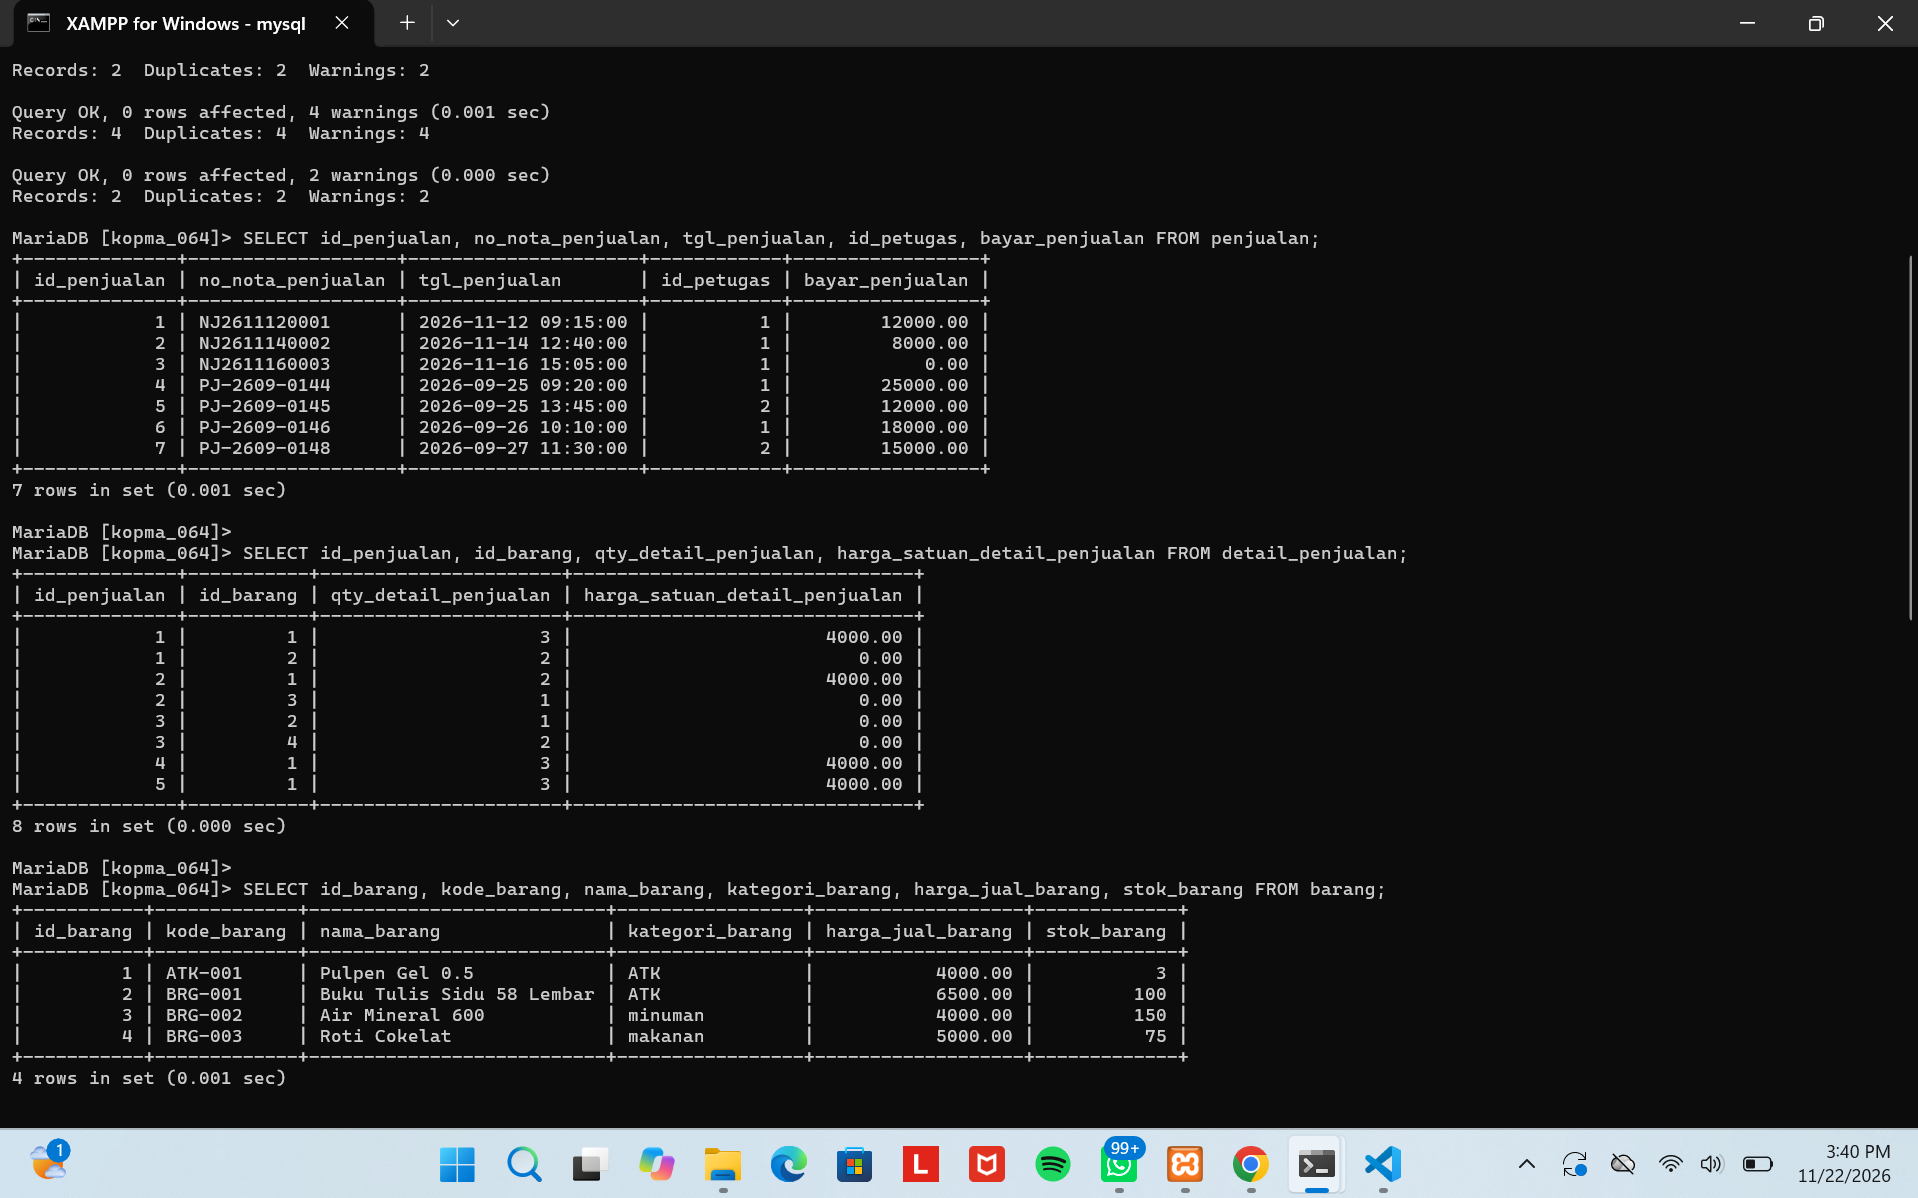 XAMPP for Windows - mysql
Records: 2  Duplicates: 2  Warnings: 2
Query OK, 0 rows affected, 4 warnings (0.001 sec)
Records: 4  Duplicates: 4  Warnings: 4
Query OK, 0 rows affected, 2 warnings (0.000 sec)
Records: 2  Duplicates: 2  Warnings: 2
MariaDB [kopma_064]> SELECT id_penjualan, no_nota_penjualan, tgl_penjualan, id_petugas, bayar_penjualan FROM penjualan;
| id_penjualan | no_nota_penjualan | tgl_penjualan | id_petugas | bayar_penjualan |
| 1 | NJ2611120001 | 2026-11-12 09:15:00 | 1 | 12000.00 |
| 2 | NJ2611140002 | 2026-11-14 12:40:00 | 1 | 8000.00 |
| 3 | NJ2611160003 | 2026-11-16 15:05:00 | 1 | 0.00 |
| 4 | PJ-2609-0144 | 2026-09-25 09:20:00 | 1 | 25000.00 |
| 5 | PJ-2609-0145 | 2026-09-25 13:45:00 | 2 | 12000.00 |
| 6 | PJ-2609-0146 | 2026-09-26 10:10:00 | 1 | 18000.00 |
| 7 | PJ-2609-0148 | 2026-09-27 11:30:00 | 2 | 15000.00 |
7 rows in set (0.001 sec)
MariaDB [kopma_064]>
MariaDB [kopma_064]> SELECT id_penjualan, id_barang, qty_detail_penjualan, harga_satuan_detail_penjualan FROM detail_penjualan;
| id_penjualan | id_barang | qty_detail_penjualan | harga_satuan_detail_penjualan |
| 1 | 1 | 3 | 4000.00 |
| 1 | 2 | 2 | 0.00 |
| 2 | 1 | 2 | 4000.00 |
| 2 | 3 | 1 | 0.00 |
| 3 | 2 | 1 | 0.00 |
| 3 | 4 | 2 | 0.00 |
| 4 | 1 | 3 | 4000.00 |
| 5 | 1 | 3 | 4000.00 |
8 rows in set (0.000 sec)
MariaDB [kopma_064]>
MariaDB [kopma_064]> SELECT id_barang, kode_barang, nama_barang, kategori_barang, harga_jual_barang, stok_barang FROM barang;
| id_barang | kode_barang | nama_barang | kategori_barang | harga_jual_barang | stok_barang |
| 1 | ATK-001 | Pulpen Gel 0.5 | ATK | 4000.00 | 3 |
| 2 | BRG-001 | Buku Tulis Sidu 58 Lembar | ATK | 6500.00 | 100 |
| 3 | BRG-002 | Air Mineral 600 | minuman | 4000.00 | 150 |
| 4 | BRG-003 | Roti Cokelat | makanan | 5000.00 | 75 |
4 rows in set (0.001 sec)
1
L
99+
3:40 PM
11/22/2026